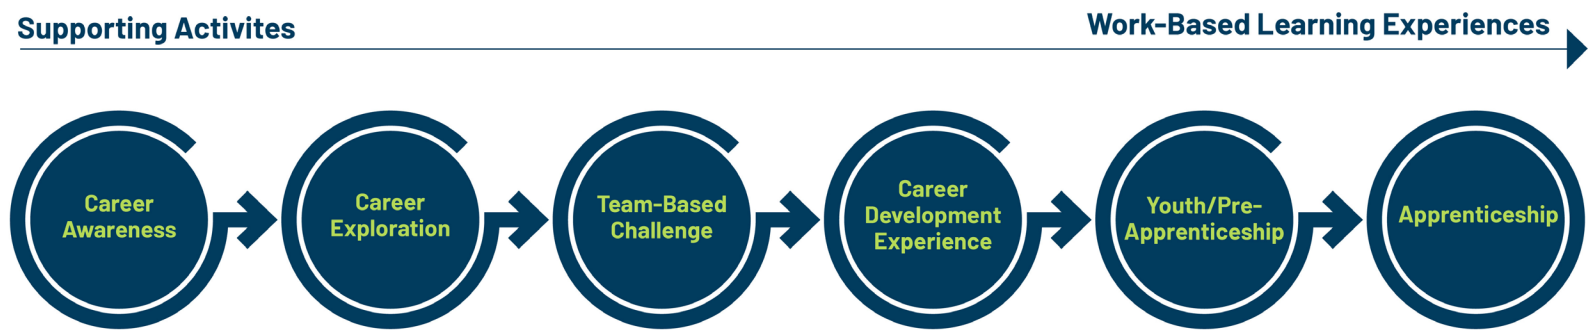 Supporting Activites
Work-Based Learning Experiences
Career
Awareness
Career
Exploration
Team-Based
Challenge
Career
Development
Experience
Youth/Pre-
Apprenticeship
Apprenticeship